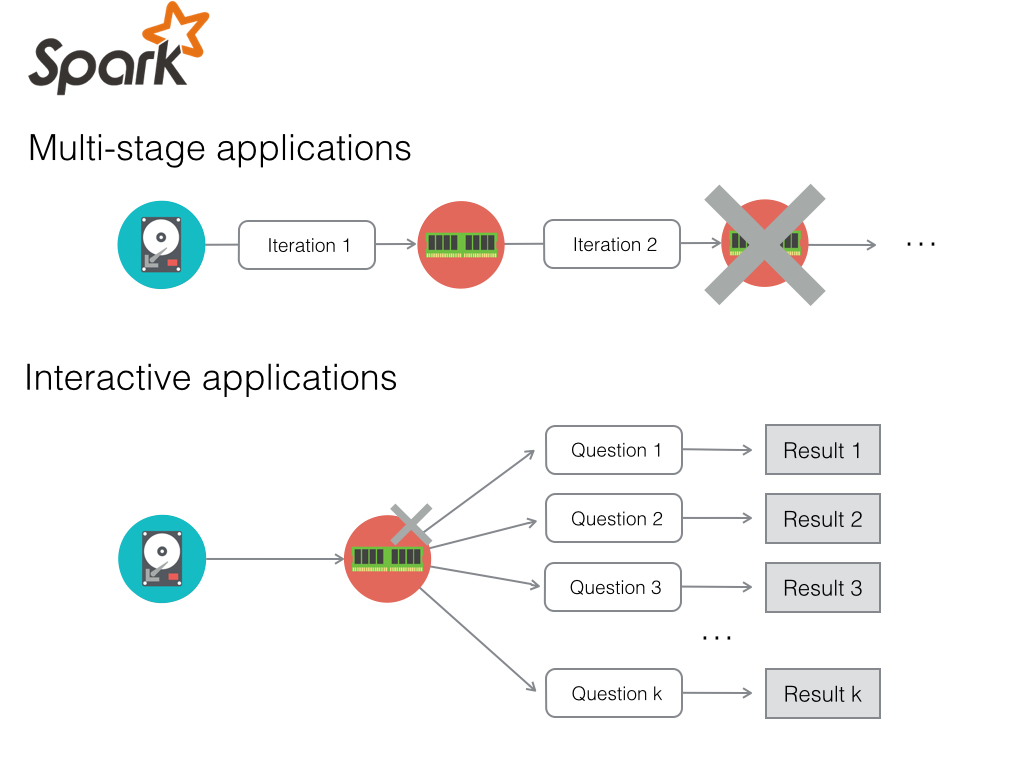 Spark
Multi-stage applications
Iteration 1
Iteration 2
...
Interactive applications
Question 1
Result 1
Question 2
Result 2
Question 3
Result 3
...
Question k
Result k